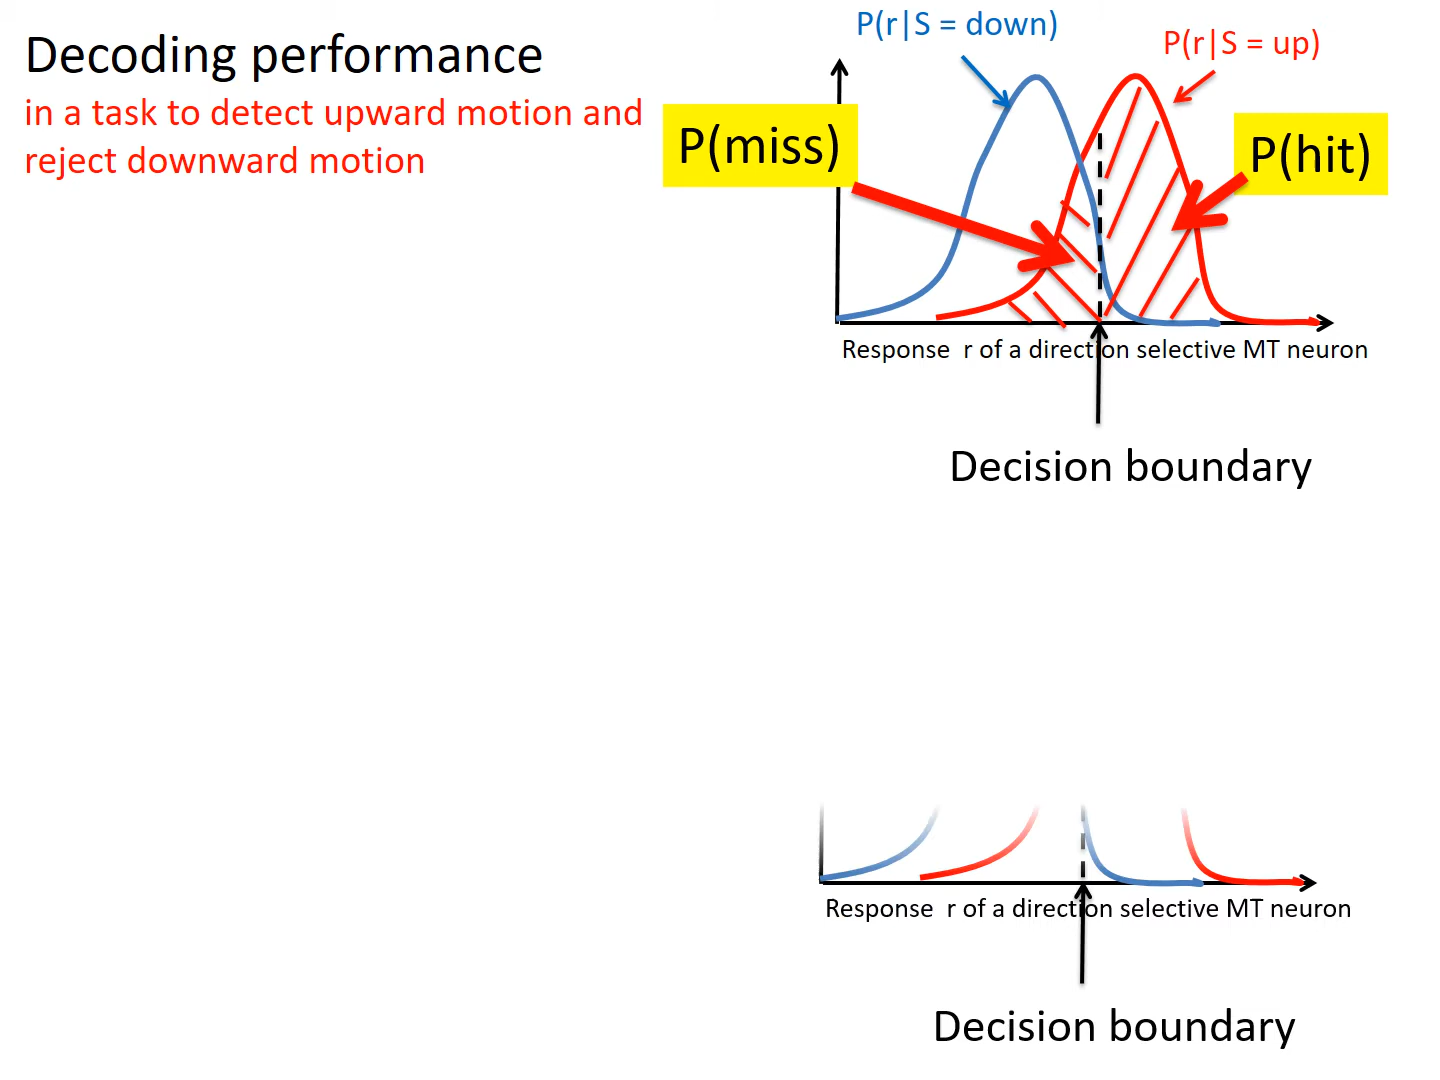 Decoding performance
in a task to detect upward motion and
reject downward motion
P(r|S = down)
P(r|S = up)
P(miss)
P(hit)
Response r of a direction selective MT neuron
Decision boundary
Response r of a direction selective MT neuron
Decision boundary